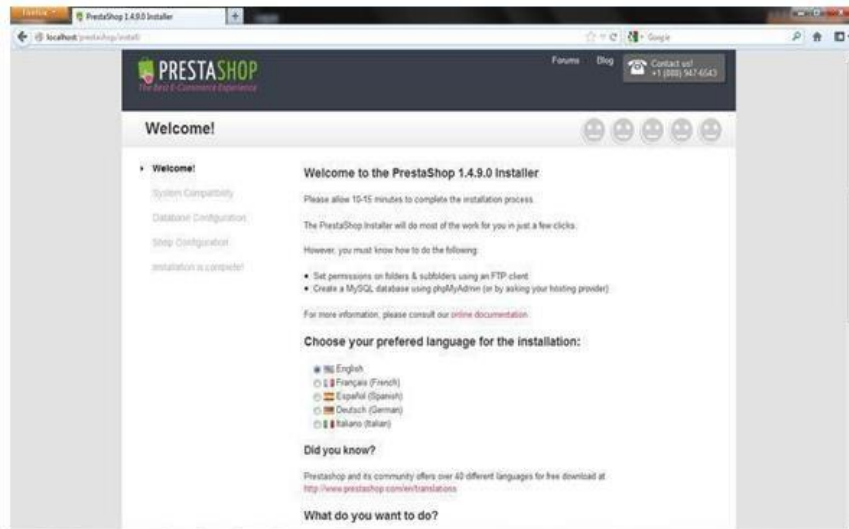 Firefox
PrestaShop 1.4.9.0 Installer
localhost/prestashop/install/
Google
PRESTASHOP
The Best E-Commerce Experience
Forums Blog
Contact us!
+1 (888) 947-6543
Welcome!
Welcome!
System Compatibility
Database Configuration
Shop Configuration
Installation is complete!
Welcome to the PrestaShop 1.4.9.0 Installer
Please allow 10-15 minutes to complete the installation process.
The PrestaShop Installer will do most of the work for you in just a few clicks.
However, you must know how to do the following:
Set permissions on folders & subfolders using an FTP client
Create a MySQL database using phpMyAdmin (or by asking your hosting provider)
For more information, please consult our online documentation.
Choose your prefered language for the installation:
English
Français (French)
Español (Spanish)
Deutsch (German)
Italiano (Italian)
Did you know?
Prestashop and its community offers over 40 different languages for free download at
http://www.prestashop.com/en/translations
What do you want to do?